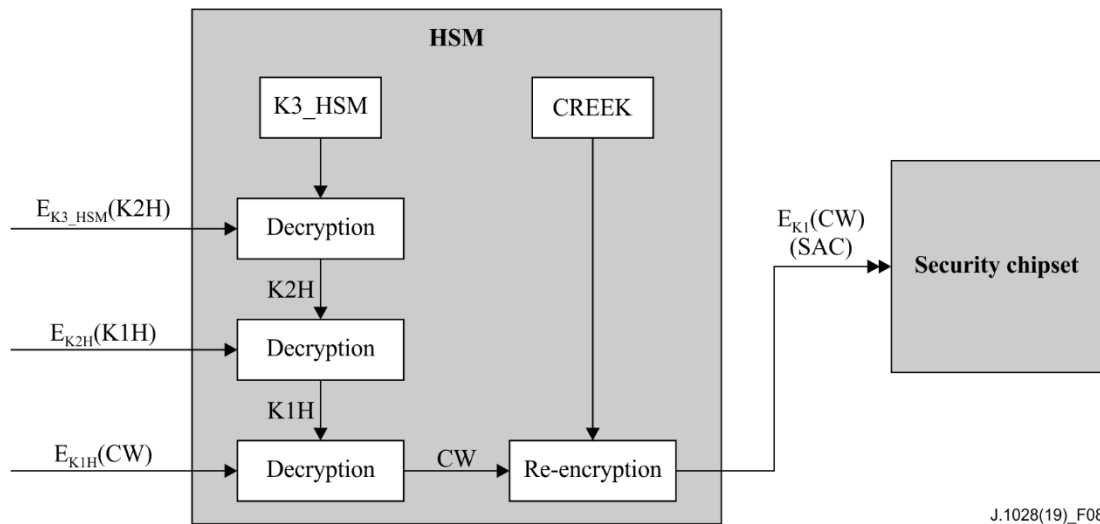 HSM
K3_HSM
CREEK
E_K3_HSM(K2H)
Decryption
K2H
E_K2H(K1H)
Decryption
K1H
E_K1H(CW)
Decryption
CW
Re-encryption
E_K1(CW)
(SAC)
Security chipset
J.1028(19)_F08